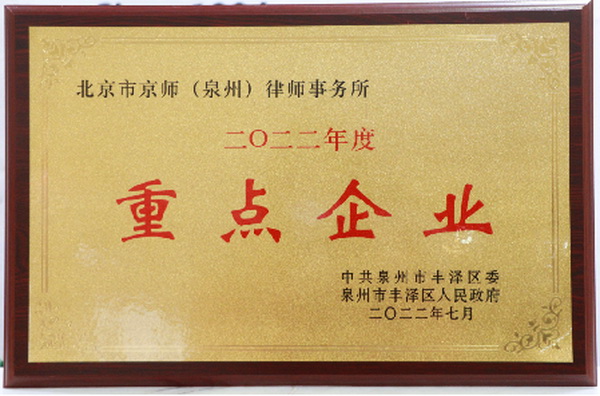 北京市京师（泉州）律师事务所
二〇二二年度
重点企业
中共泉州市丰泽区委
泉州市丰泽区人民政府
二〇二二年七月